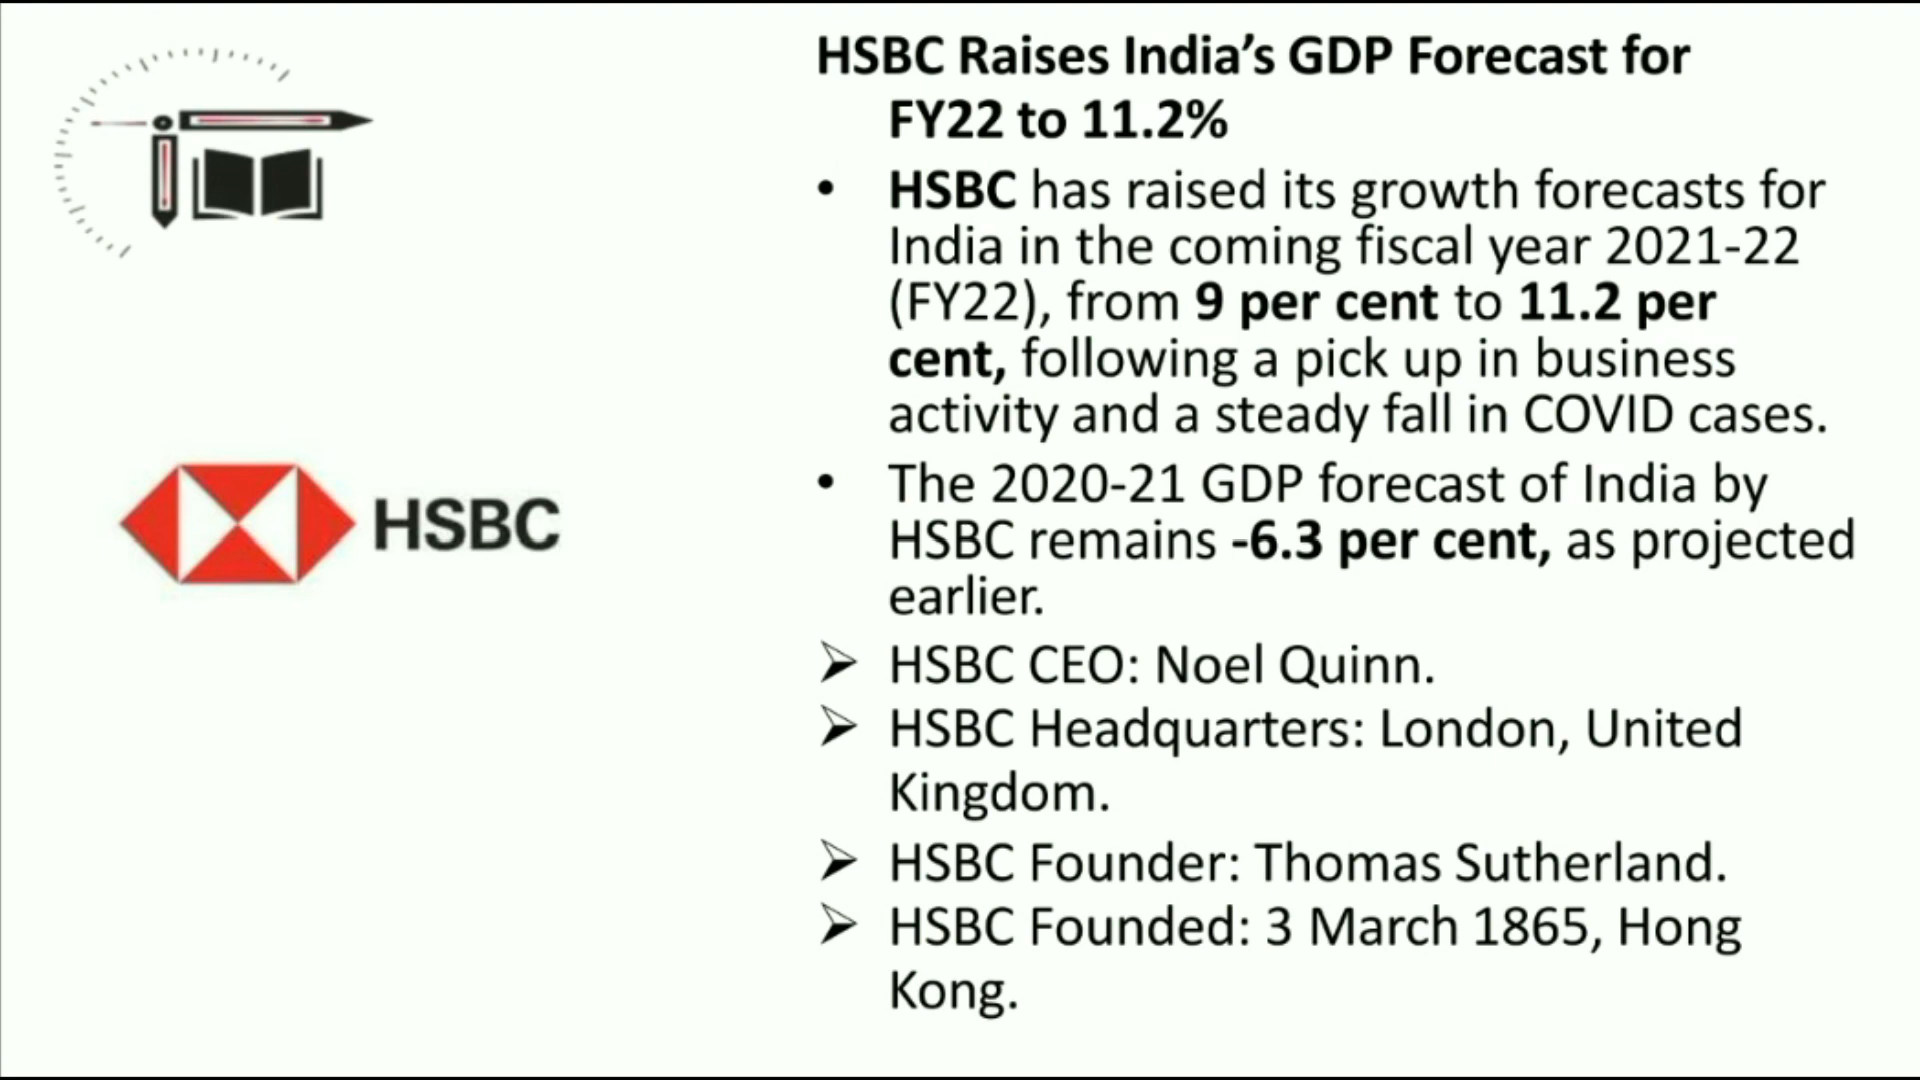 HSBC Raises India’s GDP Forecast for
FY22 to 11.2%
• HSBC has raised its growth forecasts for
India in the coming fiscal year 2021-22
(FY22), from 9 per cent to 11.2 per
cent, following a pick up in business
activity and a steady fall in COVID cases.
• The 2020-21 GDP forecast of India by
HSBC remains -6.3 per cent, as projected
earlier.
➢ HSBC CEO: Noel Quinn.
➢ HSBC Headquarters: London, United
Kingdom.
➢ HSBC Founder: Thomas Sutherland.
➢ HSBC Founded: 3 March 1865, Hong
Kong.
HSBC